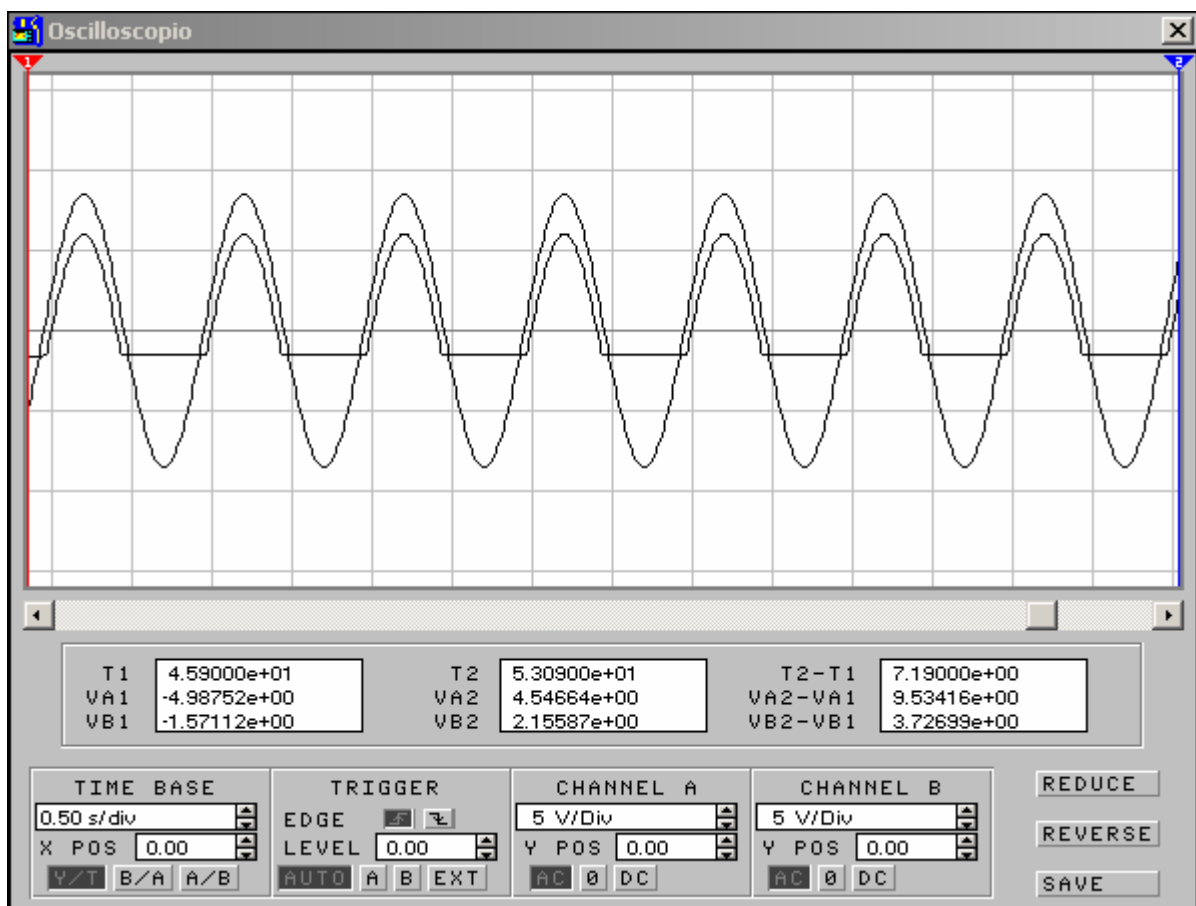 Oscilloscopio
1 2
T1 4.59000e+01 T2 5.30900e+01 T2-T1 7.19000e+00
VA1 -4.98752e+00 VA2 4.54664e+00 VA2-VA1 9.53416e+00
VB1 -1.57112e+00 VB2 2.15587e+00 VB2-VB1 3.72699e+00
TIME BASE TRIGGER CHANNEL A CHANNEL B REDUCE
0.50 s/div EDGE 5 V/Div 5 V/Div
X POS 0.00 LEVEL 0.00 Y POS 0.00 Y POS 0.00 REVERSE
Y/T B/A A/B AUTO A B EXT AC 0 DC AC 0 DC SAVE